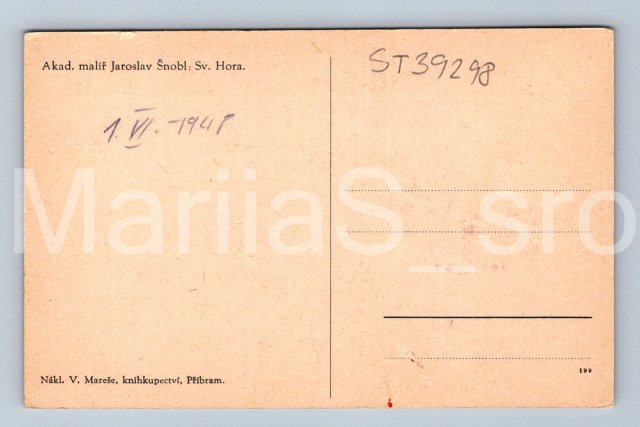 Akad. malíř Jaroslav Šnobl: Sv. Hora.
ST39298
1. VI. - 1948
MariiaS_sro
199
Nákl. V. Mareše, knihkupectví, Příbram.